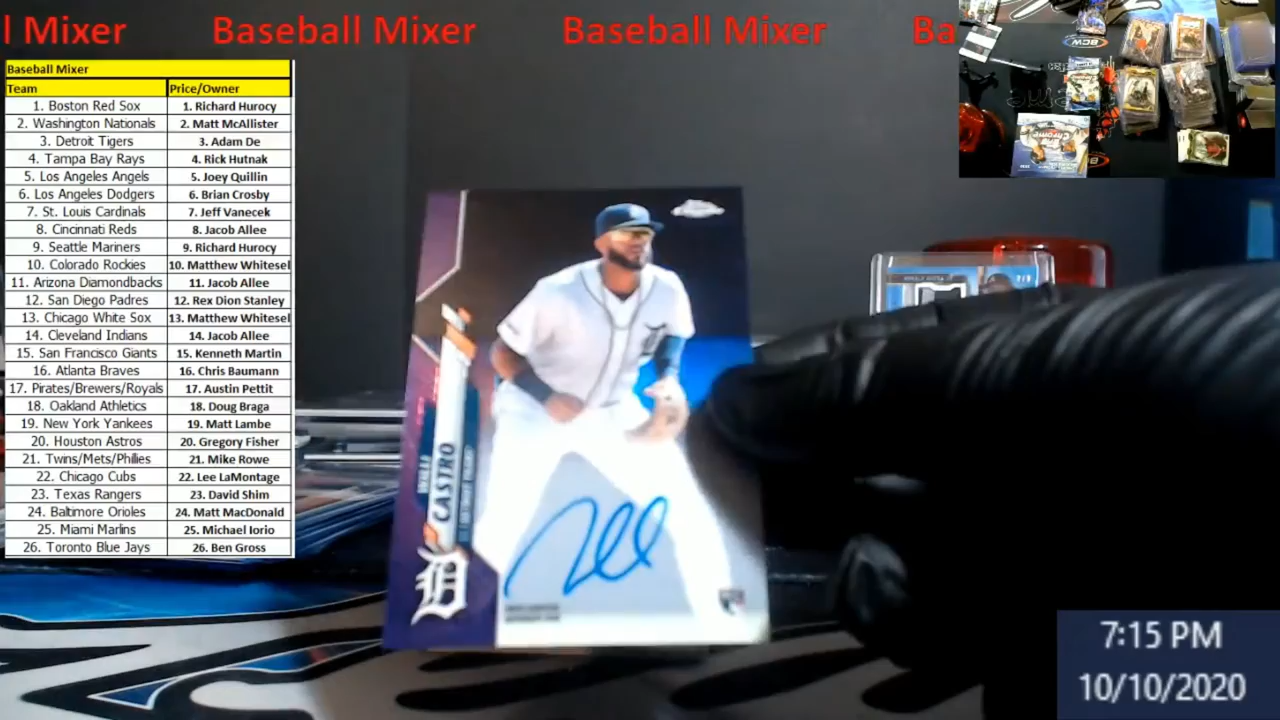 l Mixer Baseball Mixer Baseball Mixer Ba
Baseball Mixer
Team Price/Owner
1. Boston Red Sox 1. Richard Hurocy
2. Washington Nationals 2. Matt McAllister
3. Detroit Tigers 3. Adam De
4. Tampa Bay Rays 4. Rick Hutnak
5. Los Angeles Angels 5. Joey Quillin
6. Los Angeles Dodgers 6. Brian Crosby
7. St. Louis Cardinals 7. Jeff Vanecek
8. Cincinnati Reds 8. Jacob Allee
9. Seattle Mariners 9. Richard Hurocy
10. Colorado Rockies 10. Matthew Whitesel
11. Arizona Diamondbacks 11. Jacob Allee
12. San Diego Padres 12. Rex Dion Stanley
13. Chicago White Sox 13. Matthew Whitesel
14. Cleveland Indians 14. Jacob Allee
15. San Francisco Giants 15. Kenneth Martin
16. Atlanta Braves 16. Chris Baumann
17. Pirates/Brewers/Royals 17. Austin Pettit
18. Oakland Athletics 18. Doug Braga
19. New York Yankees 19. Matt Lambe
20. Houston Astros 20. Gregory Fisher
21. Twins/Mets/Phillies 21. Mike Rowe
22. Chicago Cubs 22. Lee LaMontage
23. Texas Rangers 23. David Shim
24. Baltimore Orioles 24. Matt MacDonald
25. Miami Marlins 25. Michael Iorio
26. Toronto Blue Jays 26. Ben Gross
WILLI
CASTRO
D
BCW
7:15 PM
10/10/2020